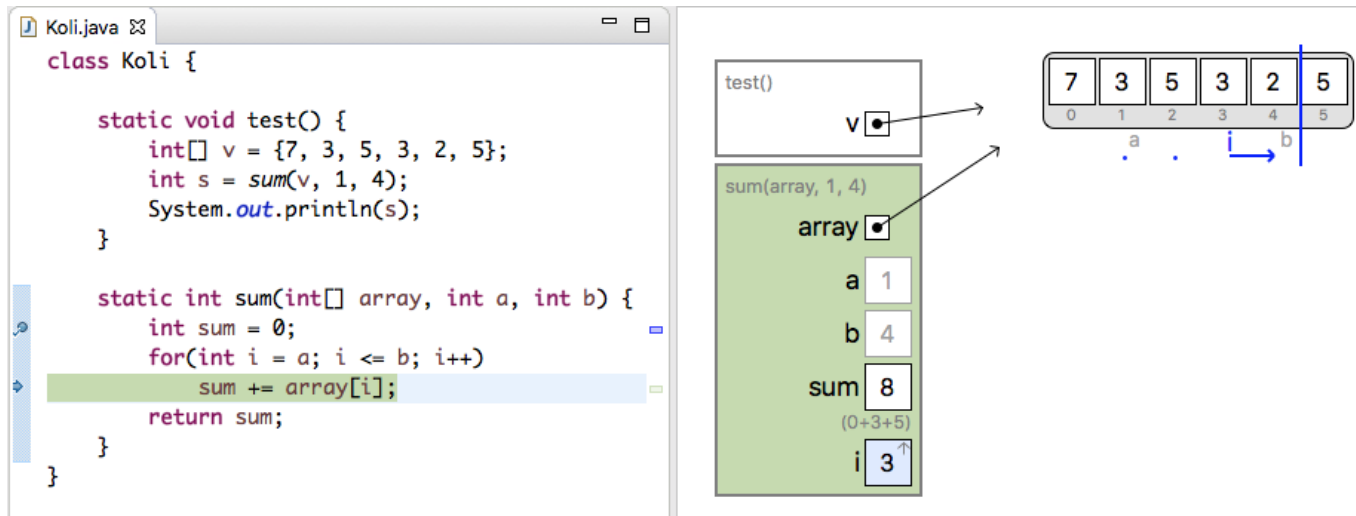 Koli.java
class Koli {
static void test() {
int[] v = {7, 3, 5, 3, 2, 5};
int s = sum(v, 1, 4);
System.out.println(s);
}
static int sum(int[] array, int a, int b) {
int sum = 0;
for(int i = a; i <= b; i++)
sum += array[i];
return sum;
}
}
test()
v
sum(array, 1, 4)
array
a 1
b 4
sum 8
(0+3+5)
i 3
7 3 5 3 2 5
0 1 2 3 4 5
a i b